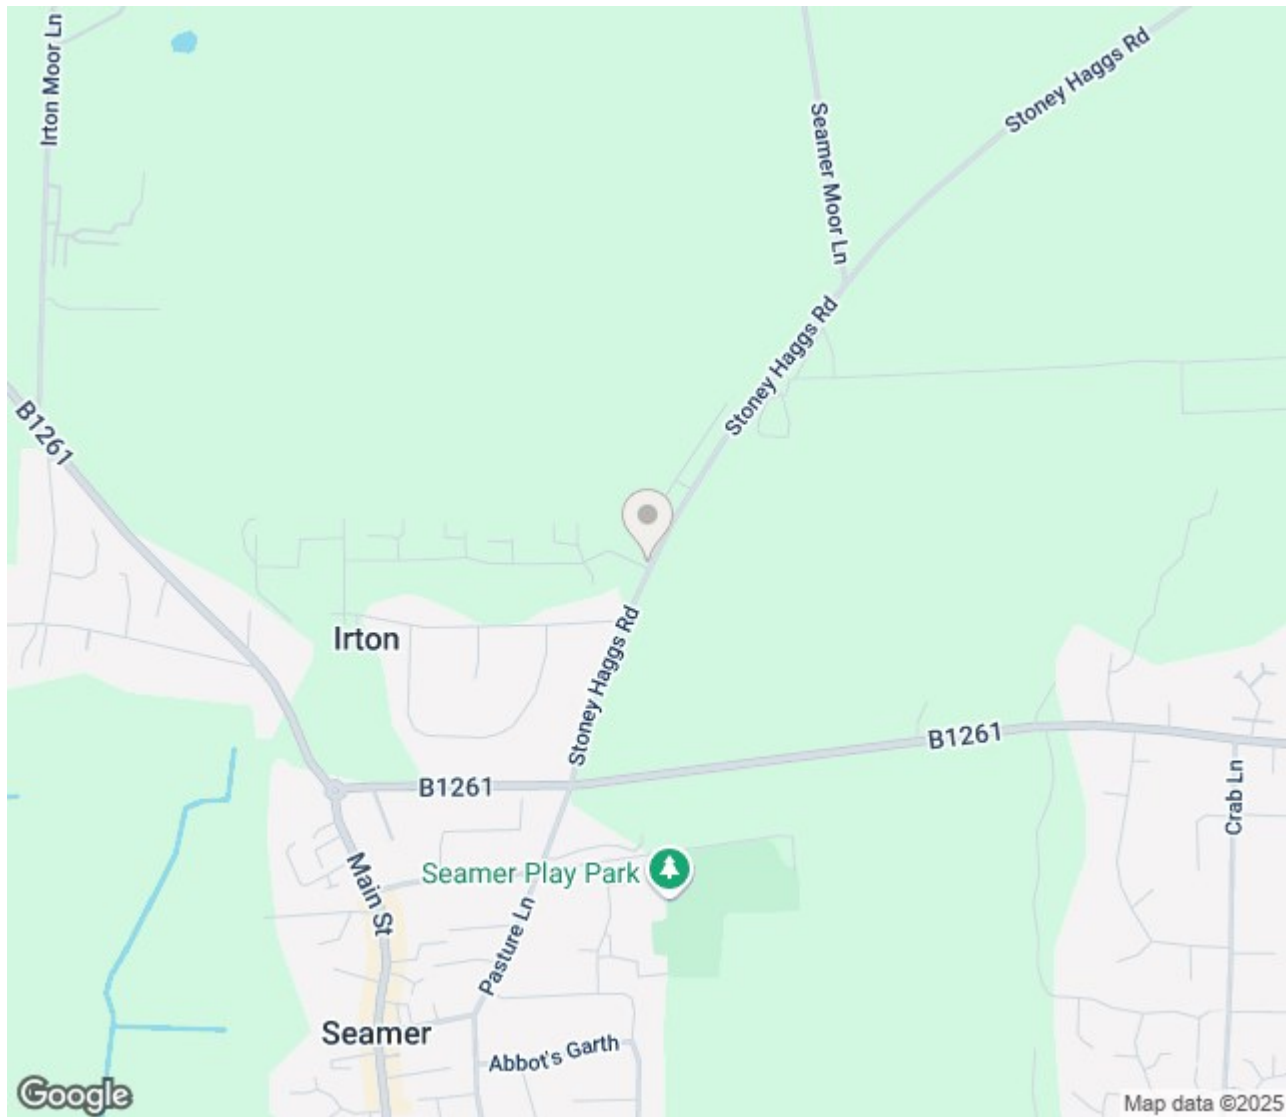 Irton Moor Ln
Stoney Haggs Rd
Seamer Moor Ln
Stoney Haggs Rd
B1261
Irton
Stoney Haggs Rd
B1261
B1261
Crab Ln
Main St
Seamer Play Park
Pasture Ln
Seamer
Abbot's Garth
Google
Map data ©2025